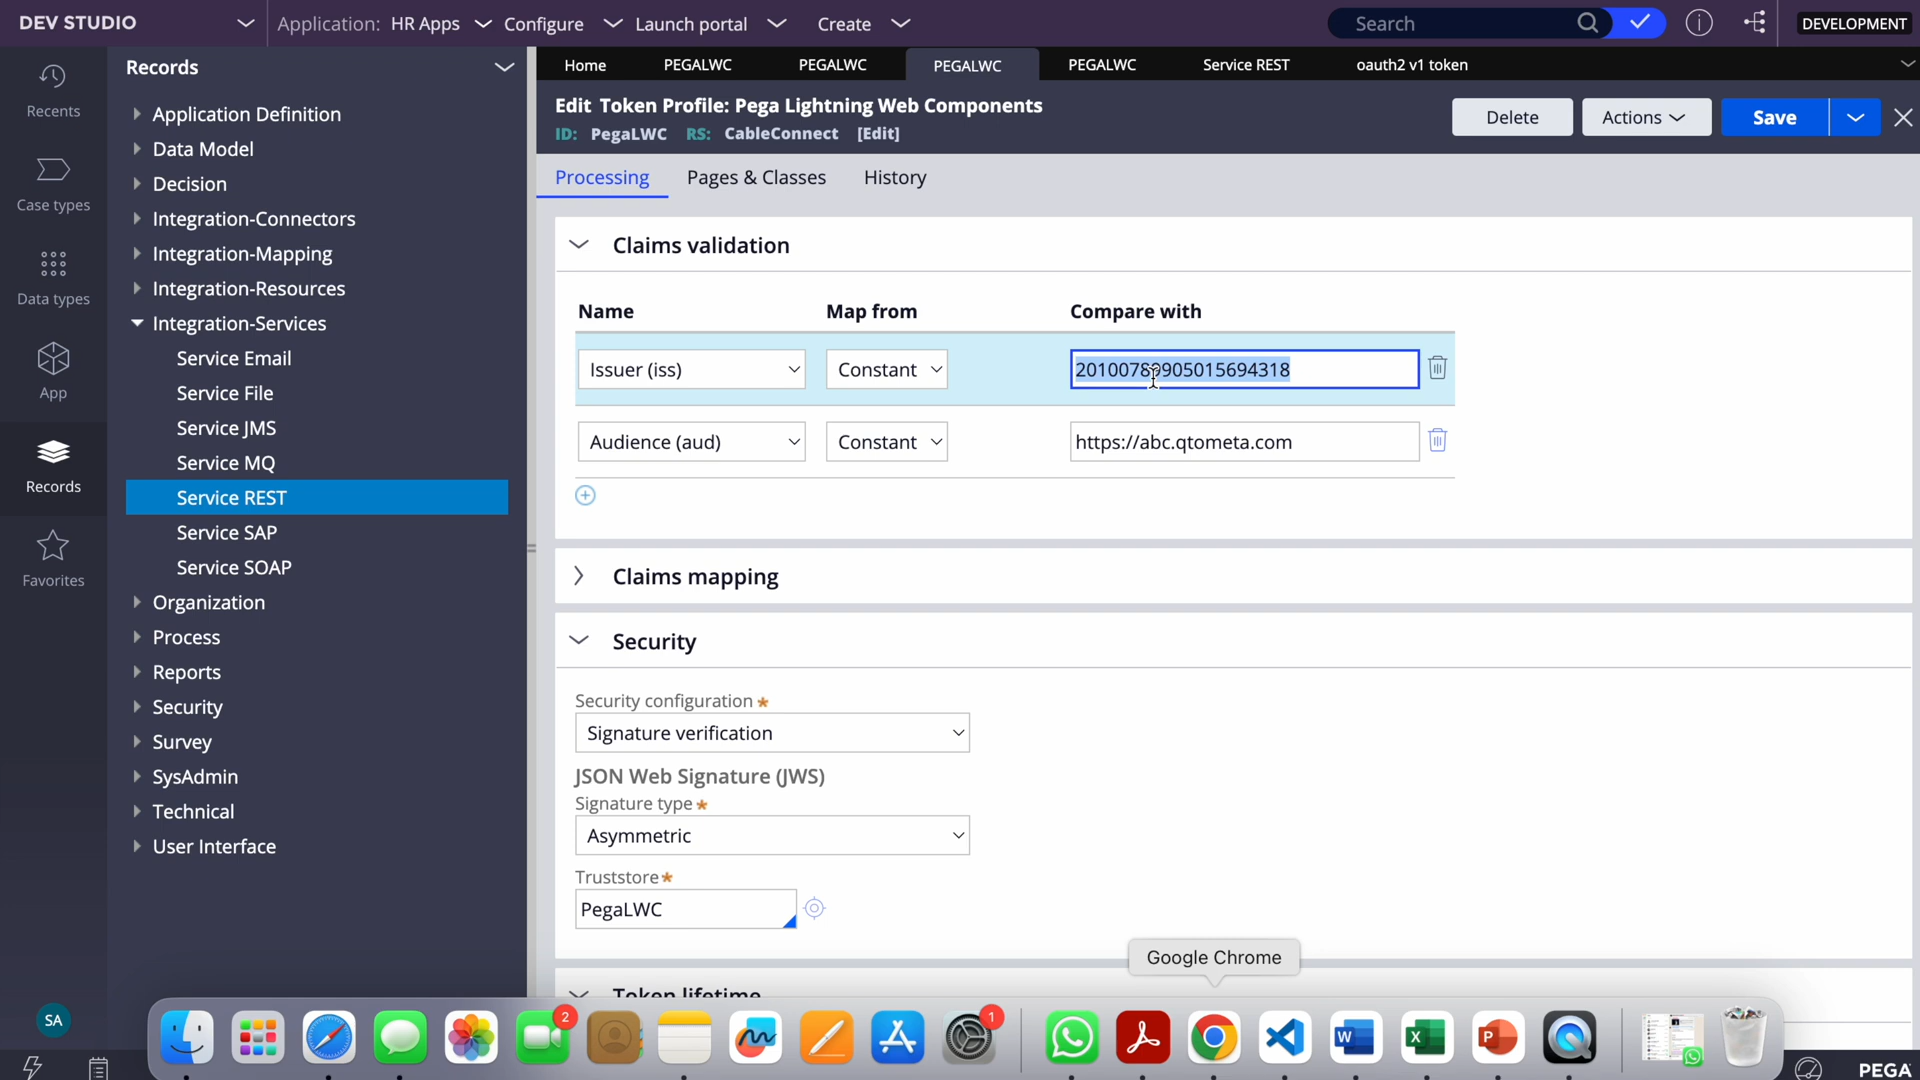 DEV STUDIO
Application: HR Apps
Configure
Launch portal
Create
Search
DEVELOPMENT
Recents
Case types
Data types
App
Records
Favorites
SA
Records
Application Definition
Data Model
Decision
Integration-Connectors
Integration-Mapping
Integration-Resources
Integration-Services
Service Email
Service File
Service JMS
Service MQ
Service REST
Service SAP
Service SOAP
Organization
Process
Reports
Security
Survey
SysAdmin
Technical
User Interface
Home
PEGALWC
PEGALWC
PEGALWC
PEGALWC
Service REST
oauth2 v1 token
Edit Token Profile: Pega Lightning Web Components
ID: PegaLWC RS: CableConnect [Edit]
Delete
Actions
Save
Processing
Pages & Classes
History
Claims validation
Name
Map from
Compare with
Issuer (iss)
Constant
Audience (aud)
Constant
https://abc.qtometa.com
Claims mapping
Security
Security configuration *
Signature verification
JSON Web Signature (JWS)
Signature type *
Asymmetric
Truststore *
PegaLWC
Token lifetime
Google Chrome
2
1
PEGA